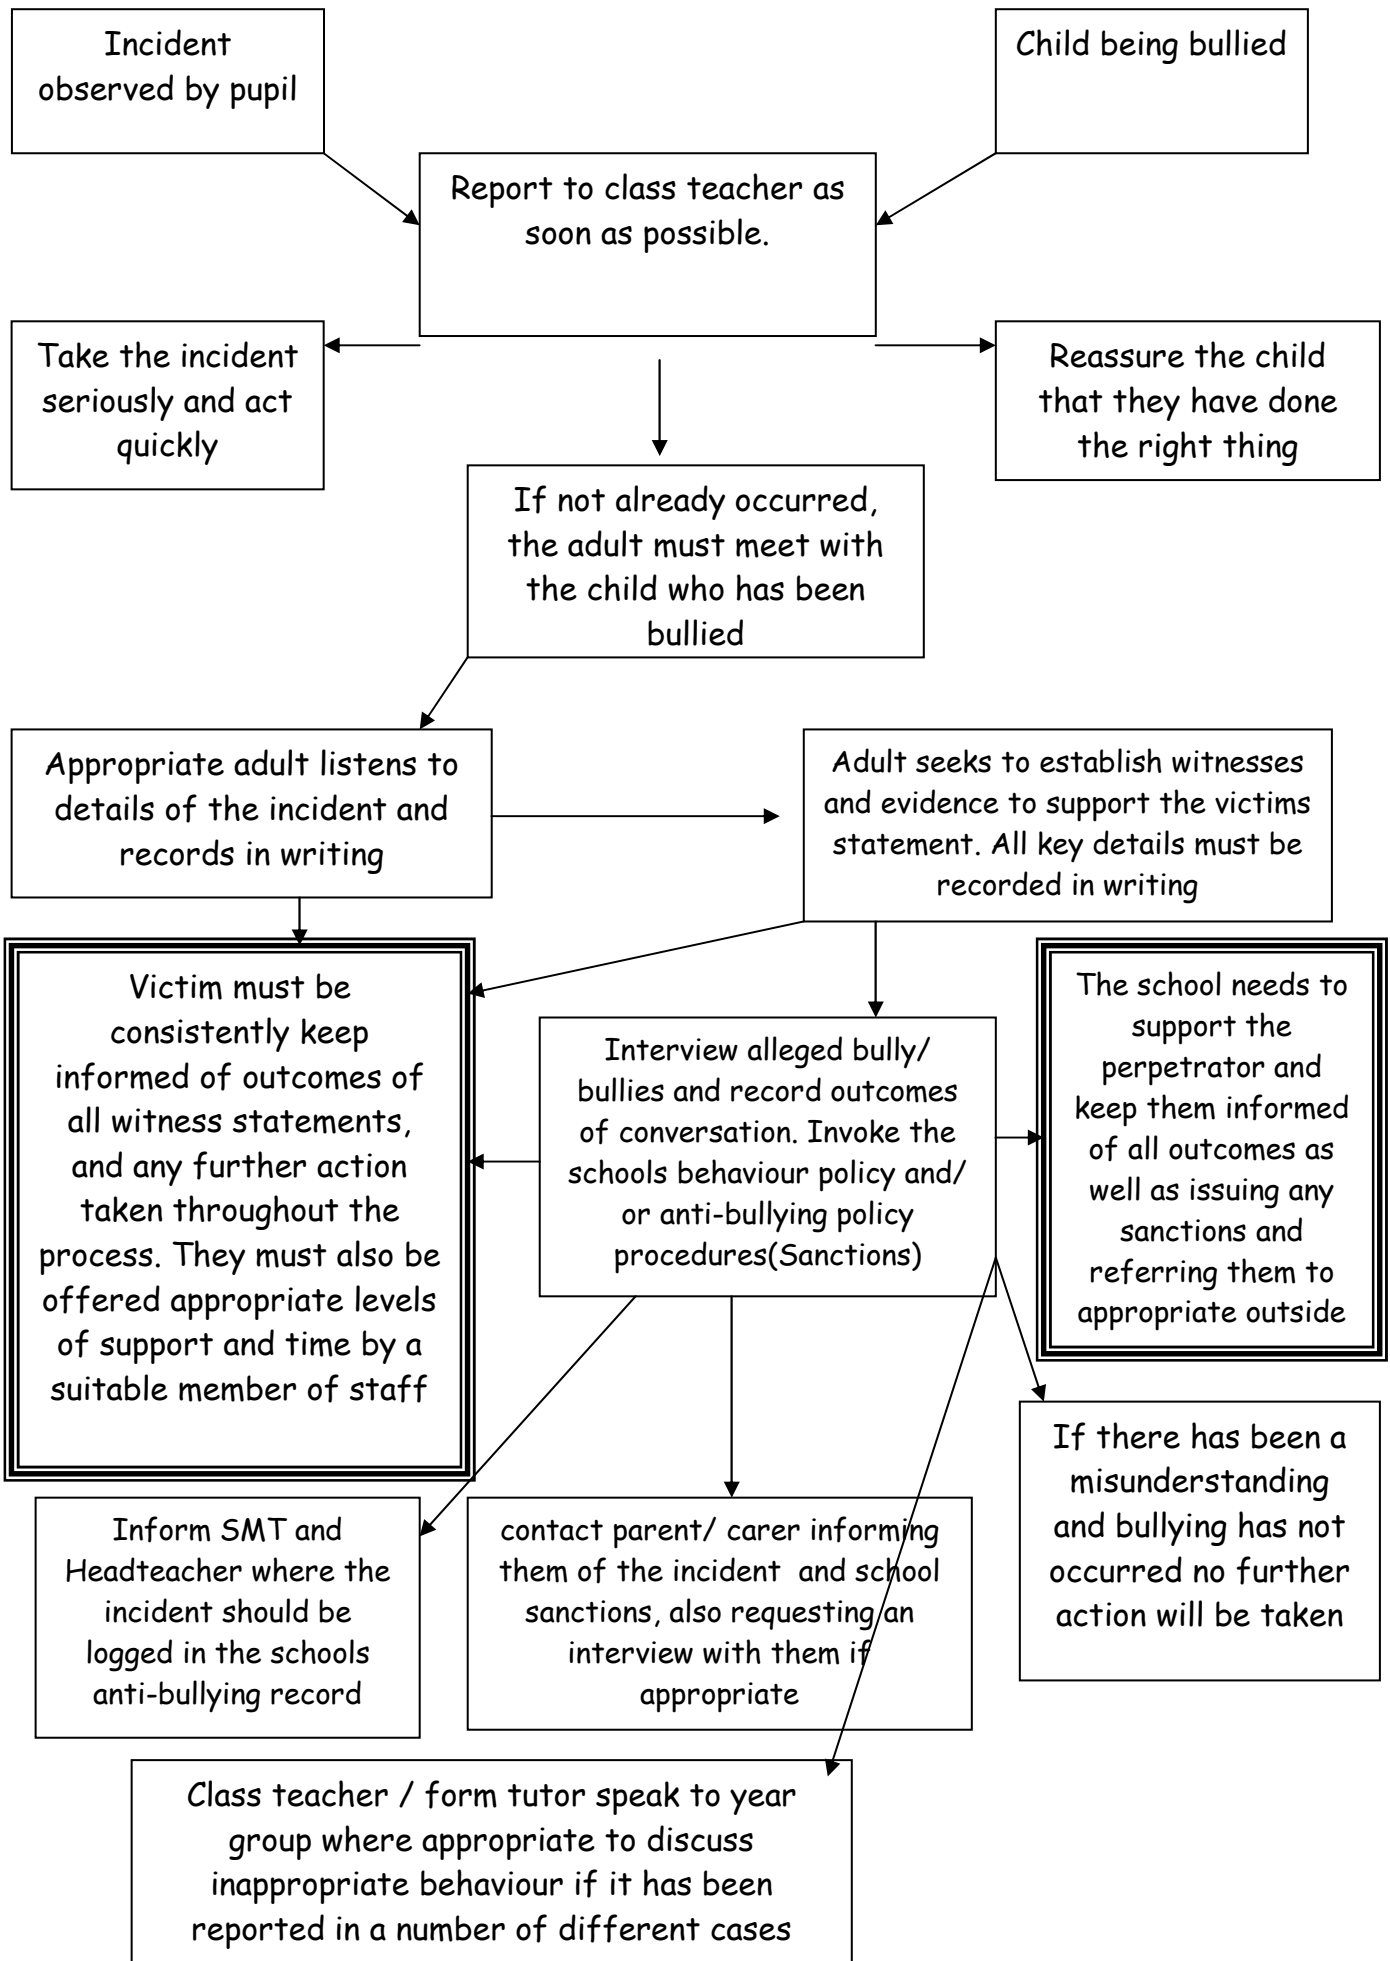 Incident
observed by pupil
Child being bullied
Report to class teacher as
soon as possible.
Take the incident
seriously and act
quickly
Reassure the child
that they have done
the right thing
If not already occurred,
the adult must meet with
the child who has been
bullied
Appropriate adult listens to
details of the incident and
records in writing
Adult seeks to establish witnesses
and evidence to support the victims
statement. All key details must be
recorded in writing
Victim must be
consistently keep
informed of outcomes of
all witness statements,
and any further action
taken throughout the
process. They must also be
offered appropriate levels
of support and time by a
suitable member of staff
Interview alleged bully/
bullies and record outcomes
of conversation. Invoke the
schools behaviour policy and/
or anti-bullying policy
procedures(Sanctions)
The school needs to
support the
perpetrator and
keep them informed
of all outcomes as
well as issuing any
sanctions and
referring them to
appropriate outside
If there has been a
misunderstanding
and bullying has not
occurred no further
action will be taken
Inform SMT and
Headteacher where the
incident should be
logged in the schools
anti-bullying record
contact parent/ carer informing
them of the incident  and school
sanctions, also requesting an
interview with them if
appropriate
Class teacher / form tutor speak to year
group where appropriate to discuss
inappropriate behaviour if it has been
reported in a number of different cases